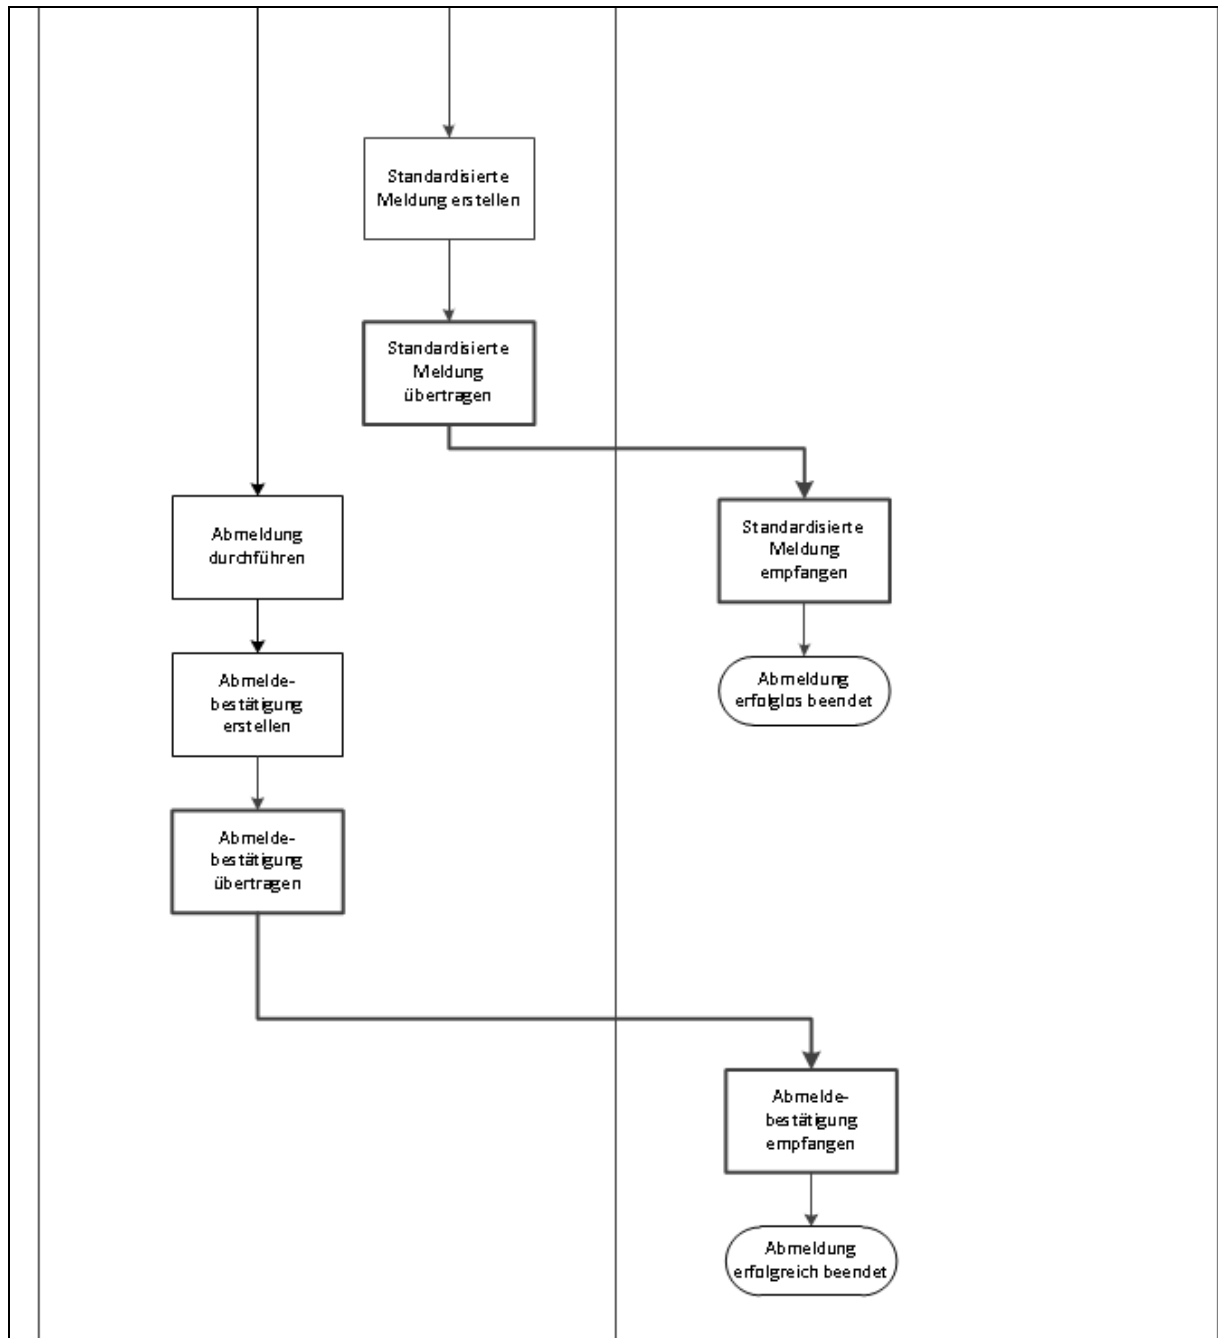 Standardisierte
Meldung erstellen
Standardisierte
Meldung
übertragen
Abmeldung
durchführen
Standardisierte
Meldung
empfangen
Abmelde-
bestätigung
erstellen
Abmeldung
erfolglos beendet
Abmelde-
bestätigung
übertragen
Abmelde-
bestätigung
empfangen
Abmeldung
erfolgreich beendet